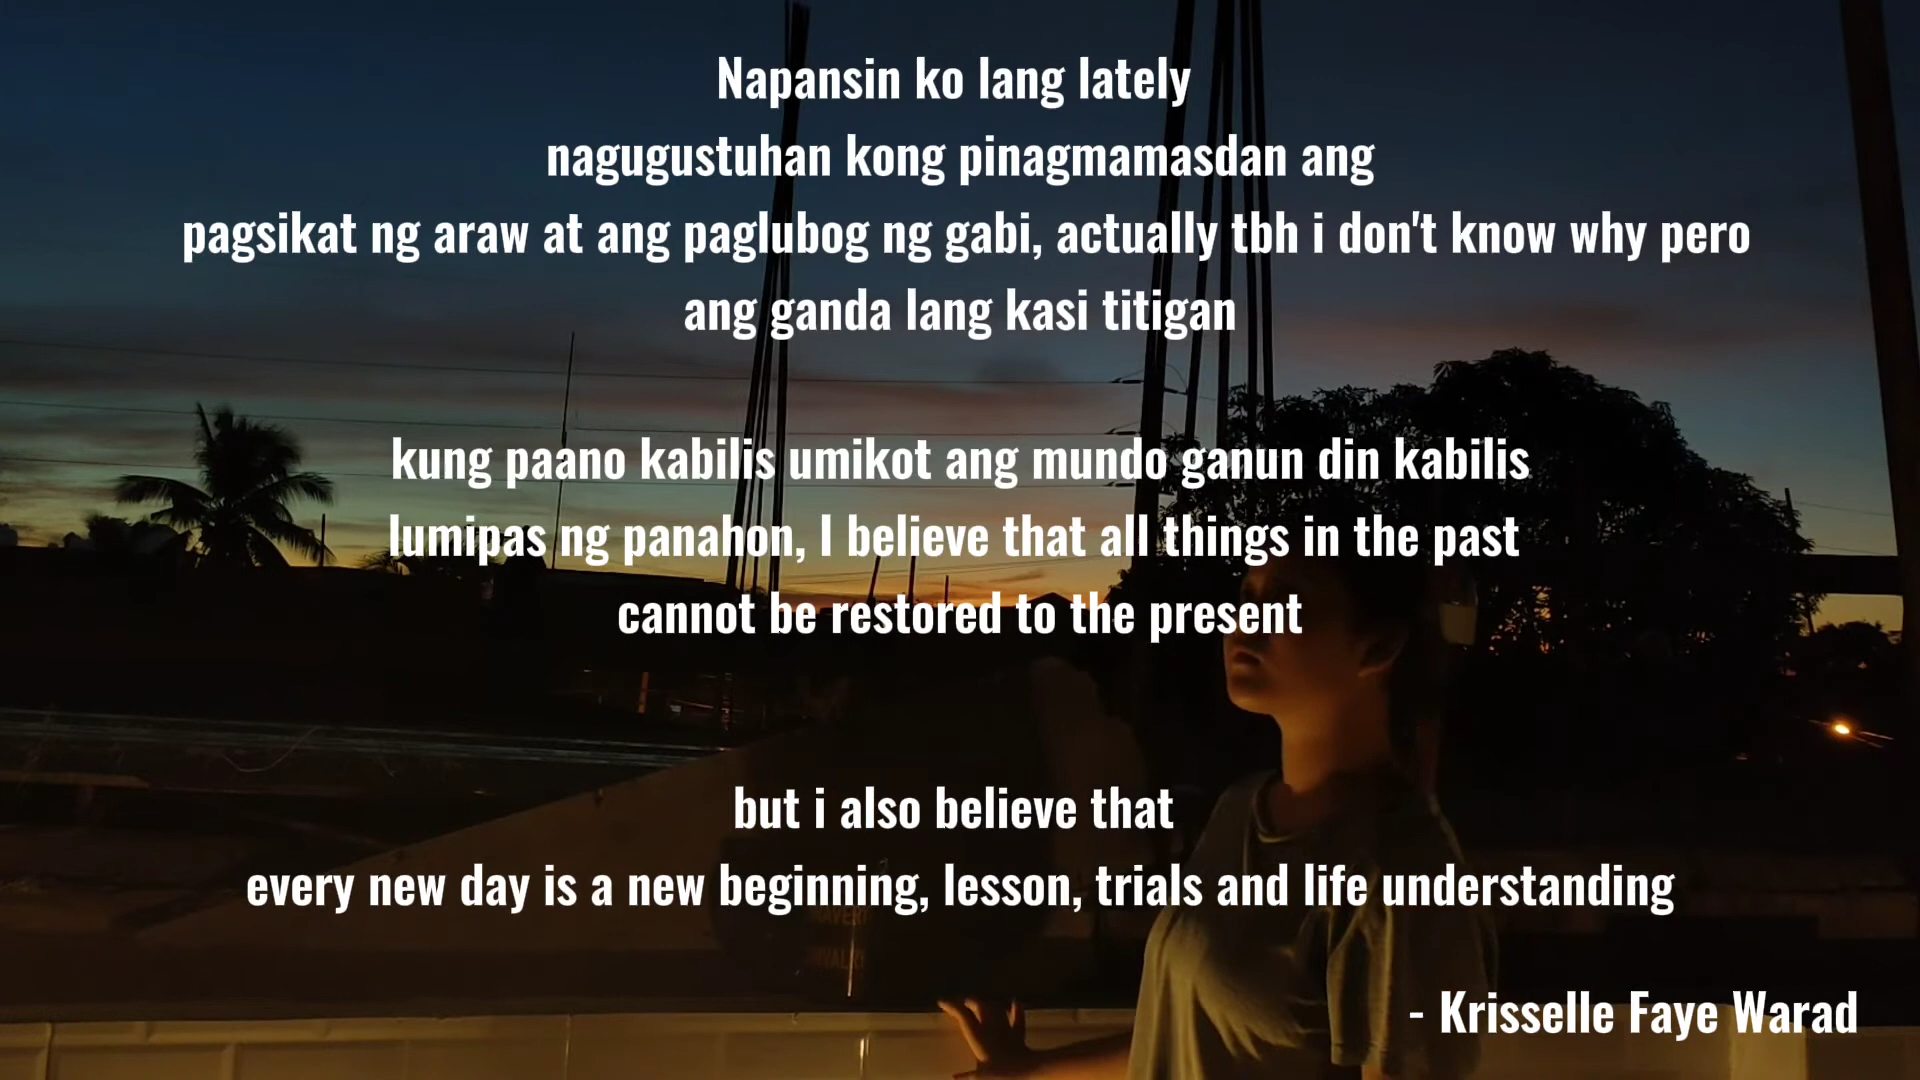 Napansin ko lang lately
nagugustuhan kong pinagmamasdan ang
pagsikat ng araw at ang paglubog ng gabi, actually tbh i don't know why pero
ang ganda lang kasi titigan
kung paano kabilis umikot ang mundo ganun din kabilis
lumipas ng panahon, I believe that all things in the past
cannot be restored to the present
but i also believe that
every new day is a new beginning, lesson, trials and life understanding
- Krisselle Faye Warad